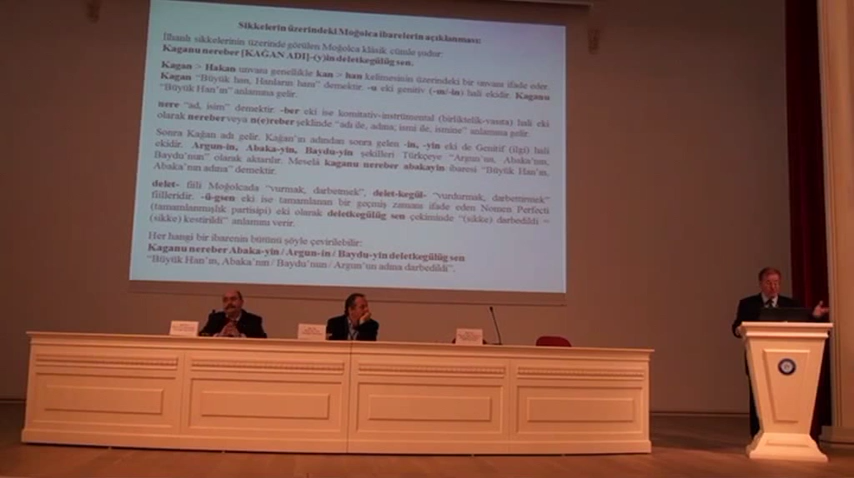 Sikkelerin üzerindeki Moğolca ibarelerin açıklanması:
İlhanlı sikkelerinin üzerinde görülen Moğolca klâsik cümle şudur:
Kaganu nereber [KAĞAN ADI]-(y)in deletkegülüg sen.
Kagan > Hakan unvanı genellikle kan > han kelimesinin üzerindeki bir unvanı ifade eder.
Kagan "Büyük han, Hanların hanı" demektir. -u eki genitiv (-ın/-in) hali ekidir. Kaganu
"Büyük Han'ın" anlamına gelir.
nere "ad, isim" demektir. -ber eki ise komitativ-instrümental (birliktelik-vasıta) hali eki
olarak nereber veya n(e)reber şeklinde "adı ile, adına; ismi ile, ismine" anlamına gelir.
Sonra Kağan adı gelir. Kağan'ın adından sonra gelen -in, -yin eki de Genitif (ilgi) hali
ekidir. Argun-in, Abaka-yin, Baydu-yin şekilleri Türkçeye "Argun'un, Abaka'nın,
Baydu'nun" olarak aktarılır. Meselâ kaganu nereber abakayin ibaresi "Büyük Han'ın,
Abaka'nın adına" demektir.
delet- fiili Moğolcada "vurmak, darbetmek", delet-kegül- "vurdurmak, darbettirmek"
fiilleridir. -ü-gsen eki ise tamamlanan bir geçmiş zamanı ifade eden Nomen Perfecti
(tamamlanmışlık partisipi) eki olarak deletkegülüg sen çekiminde "(sikke) darbedildi =
(sikke) kestirildi" anlamını verir.
Her hangi bir ibarenin bütünü şöyle çevirilebilir:
Kaganu nereber Abaka-yin / Argun-in / Baydu-yin deletkegülüg sen
"Büyük Han'ın, Abaka'nın / Baydu'nun / Argun'un adına darbedildi".